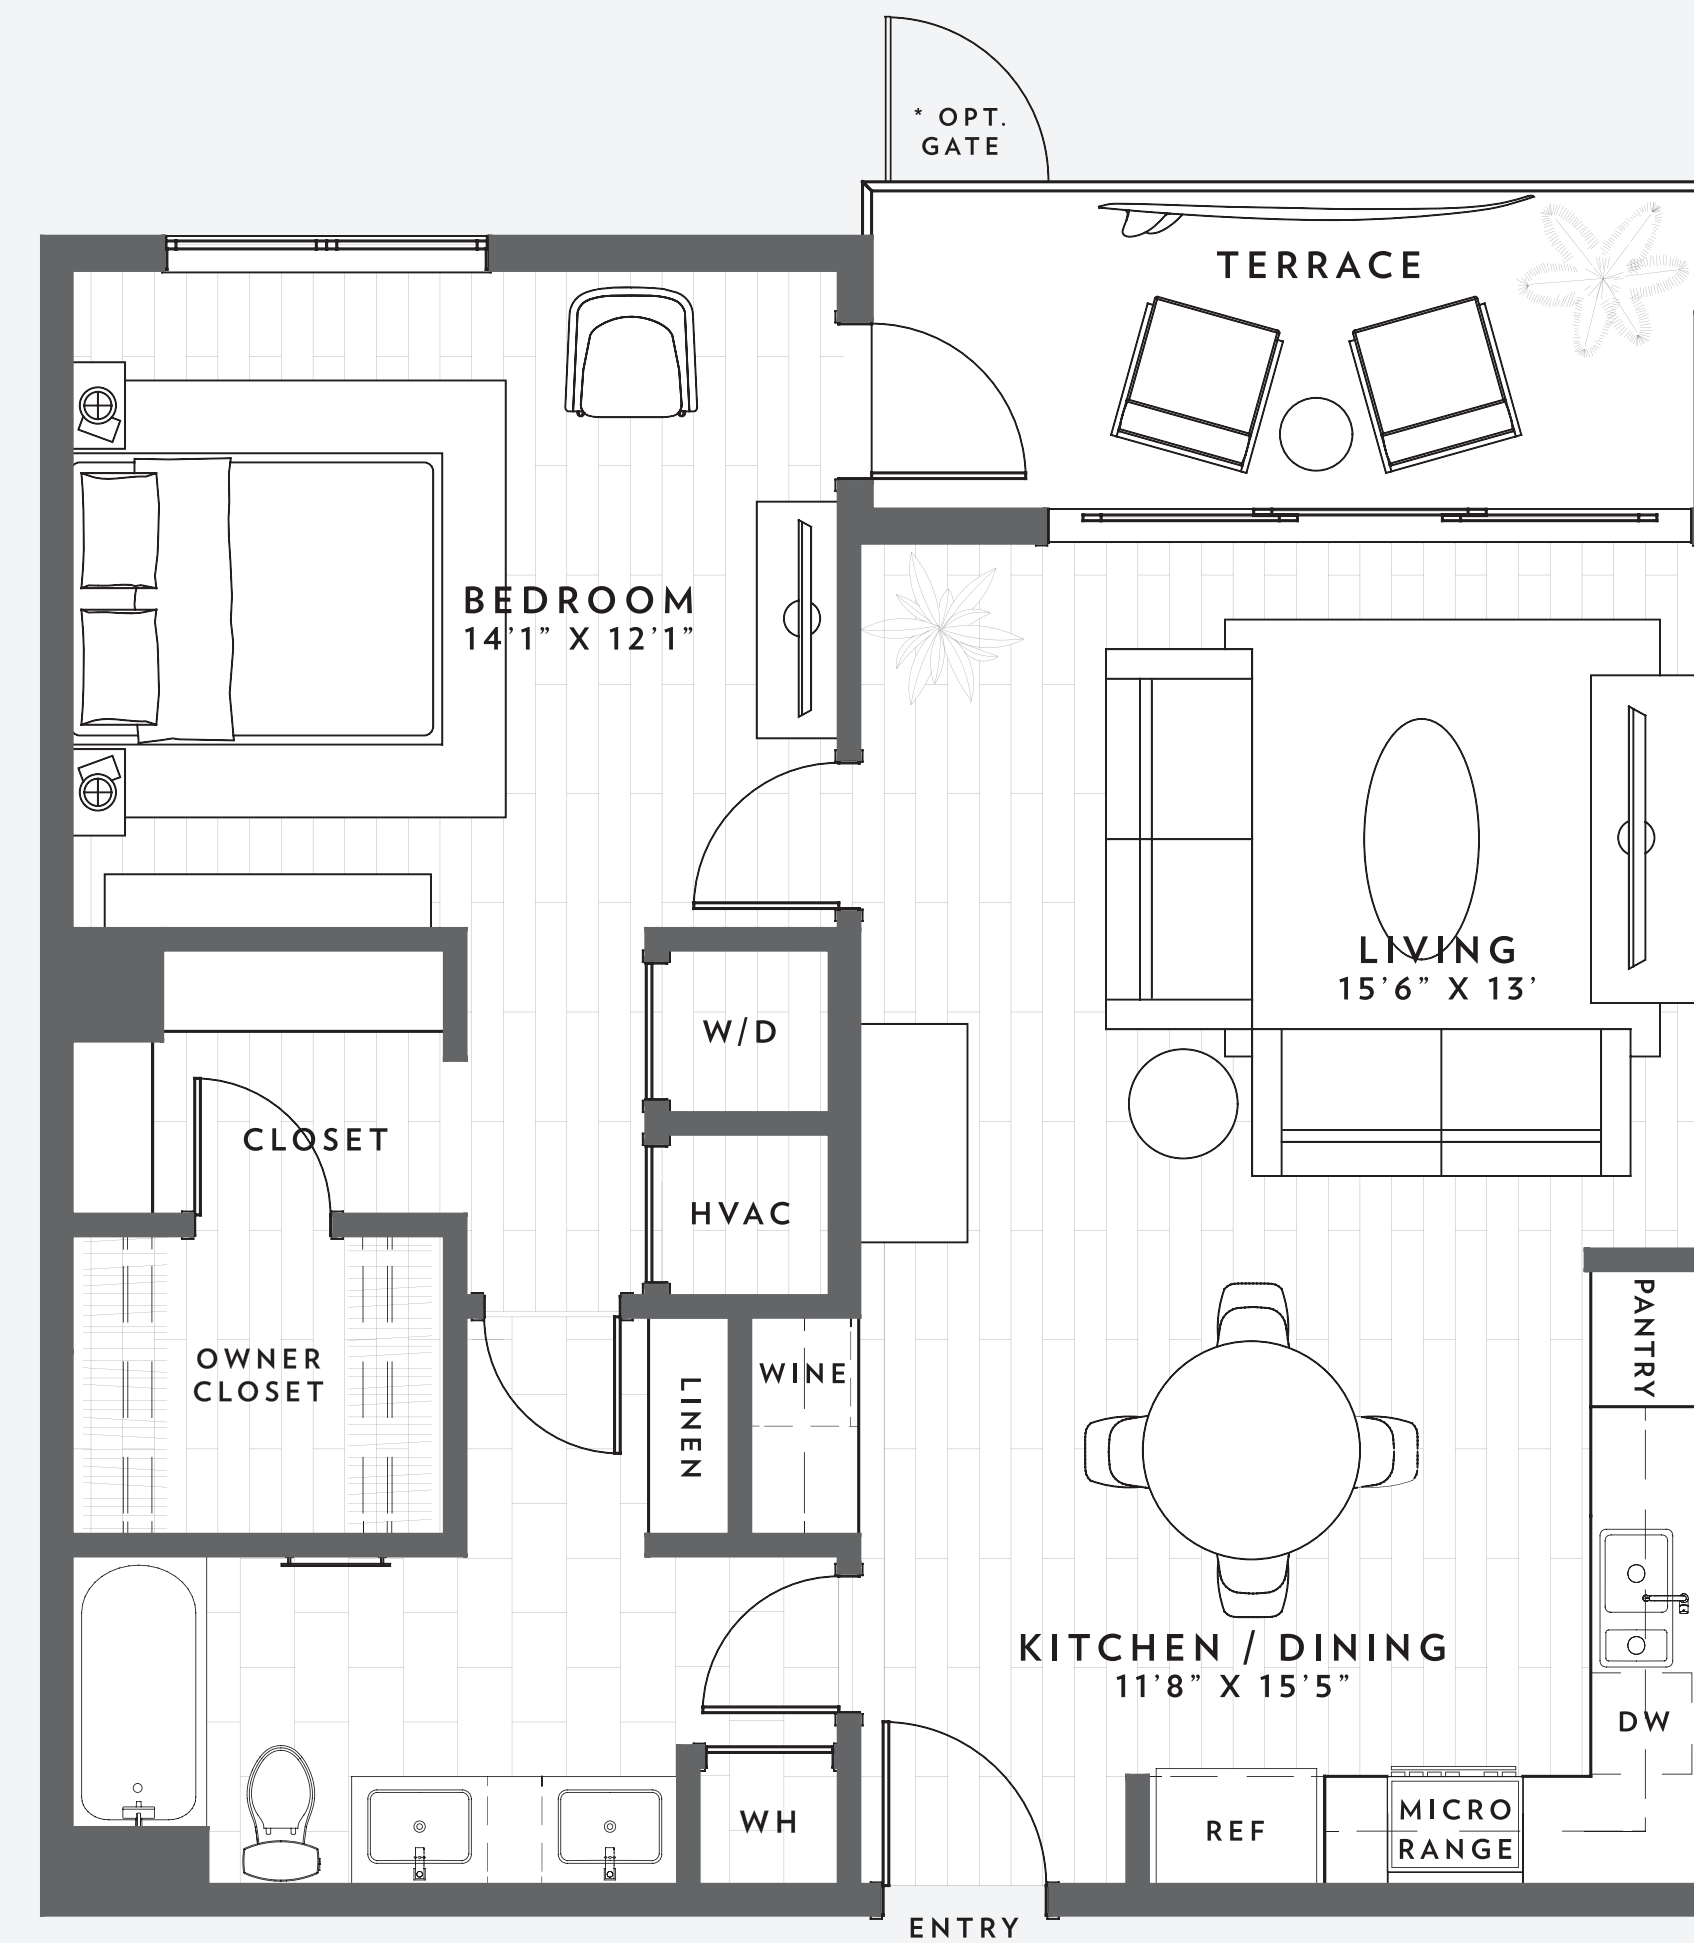 * OPT.
GATE
TERRACE
BEDROOM
14’1” X 12’1”
LIVING
15’6” X 13’
W/D
CLOSET
HVAC
PANTRY
OWNER
CLOSET
LINEN
WINE
KITCHEN / DINING
11’8” X 15’5”
DW
WH
REF
MICRO
RANGE
ENTRY